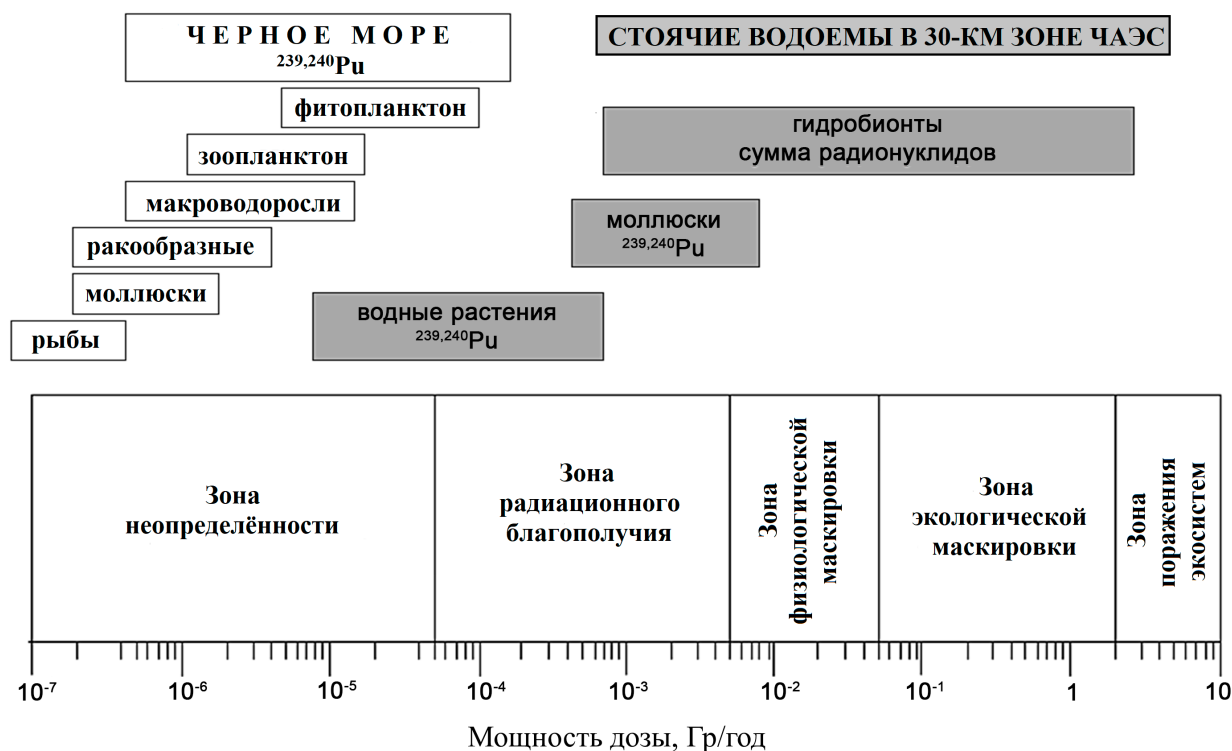 Ч Е Р Н О Е М О Р Е
239,240Pu
СТОЯЧИЕ ВОДОЕМЫ В 30-КМ ЗОНЕ ЧАЭС
фитопланктон
гидробионты
сумма радионуклидов
зоопланктон
макроводоросли
моллюски
239,240Pu
ракообразные
моллюски
водные растения
239,240Pu
рыбы
Зона
неопределённости
Зона
радиационного
благополучия
Зона
физиологической
маскировки
Зона
экологической
маскировки
Зона
поражения
экосистем
10-7
10-6
10-5
10-4
10-3
10-2
10-1
1
10
Мощность дозы, Гр/год